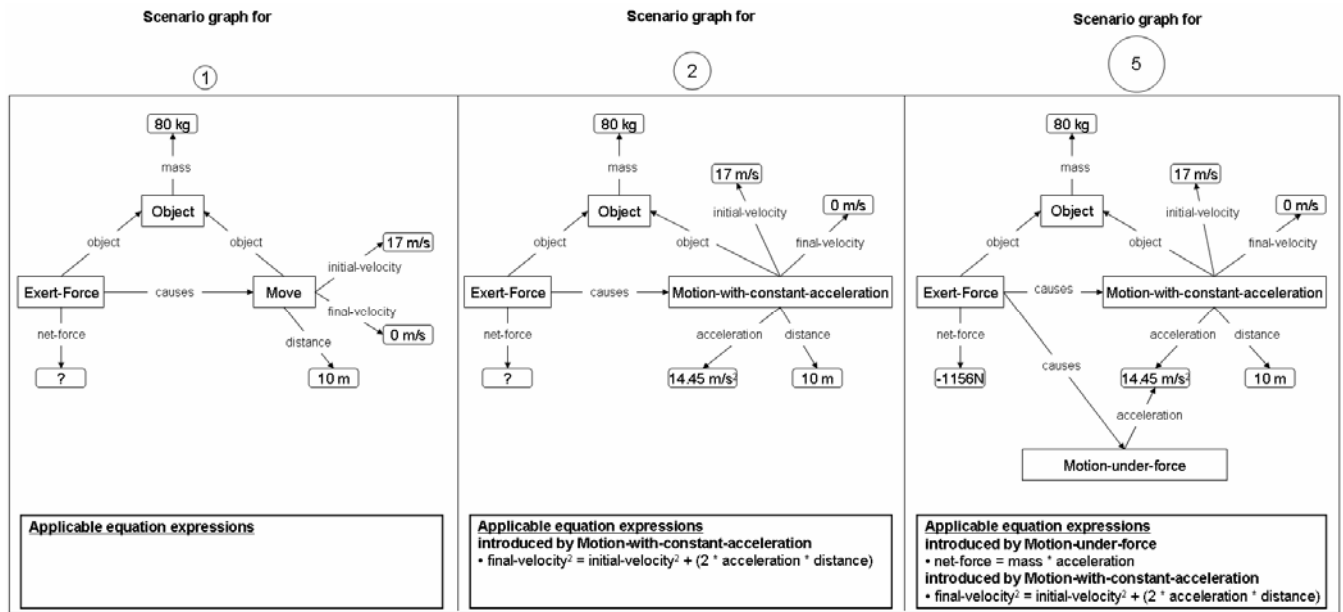 Scenario graph for
1
80 kg
mass
Object
object
object
17 m/s
initial-velocity
Exert-Force
causes
Move
final-velocity
0 m/s
net-force
distance
?
10 m
Applicable equation expressions
Scenario graph for
2
80 kg
mass
17 m/s
Object
0 m/s
initial-velocity
object
object
final-velocity
Exert-Force
causes
Motion-with-constant-acceleration
net-force
acceleration
distance
?
14.45 m/s²
10 m
Applicable equation expressions
introduced by Motion-with-constant-acceleration
• final-velocity² = initial-velocity² + (2 * acceleration * distance)
Scenario graph for
5
80 kg
mass
17 m/s
Object
0 m/s
initial-velocity
object
object
final-velocity
Exert-Force
causes
Motion-with-constant-acceleration
net-force
acceleration
distance
causes
-1156N
14.45 m/s²
10 m
acceleration
Motion-under-force
Applicable equation expressions
introduced by Motion-under-force
• net-force = mass * acceleration
introduced by Motion-with-constant-acceleration
• final-velocity² = initial-velocity² + (2 * acceleration * distance)